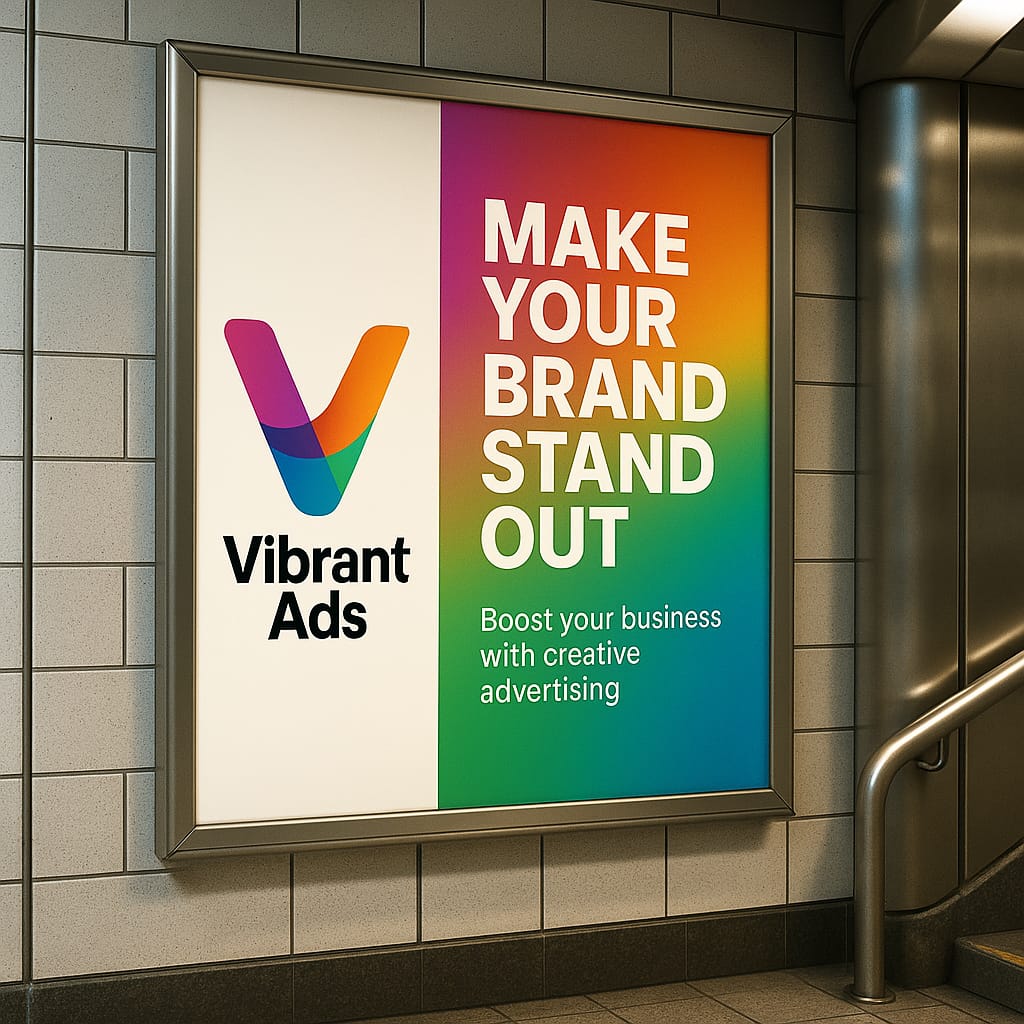 Vibrant
Ads
MAKE
YOUR
BRAND
STAND
OUT
Boost your business
with creative
advertising